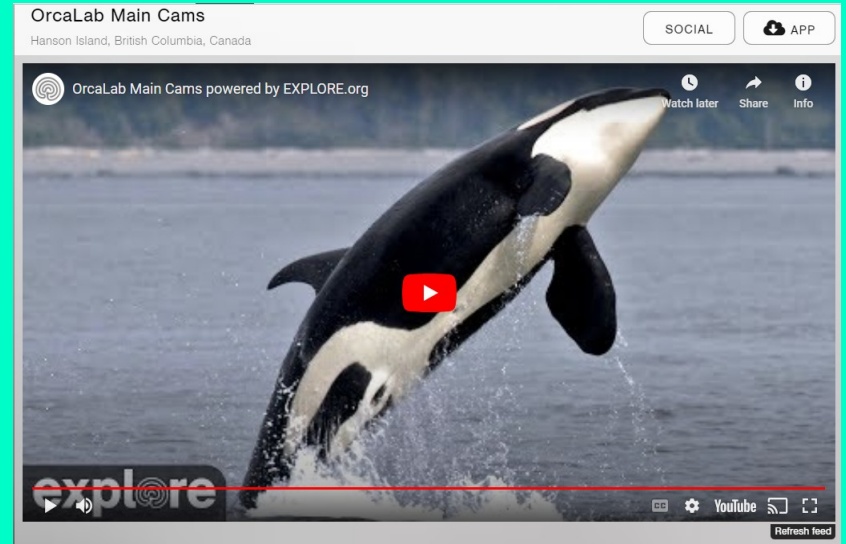 OrcaLab Main Cams
Hanson Island, British Columbia, Canada
SOCIAL
APP
OrcaLab Main Cams powered by EXPLORE.org
Watch later
Share
Info
explore
CC
YouTube
Refresh feed